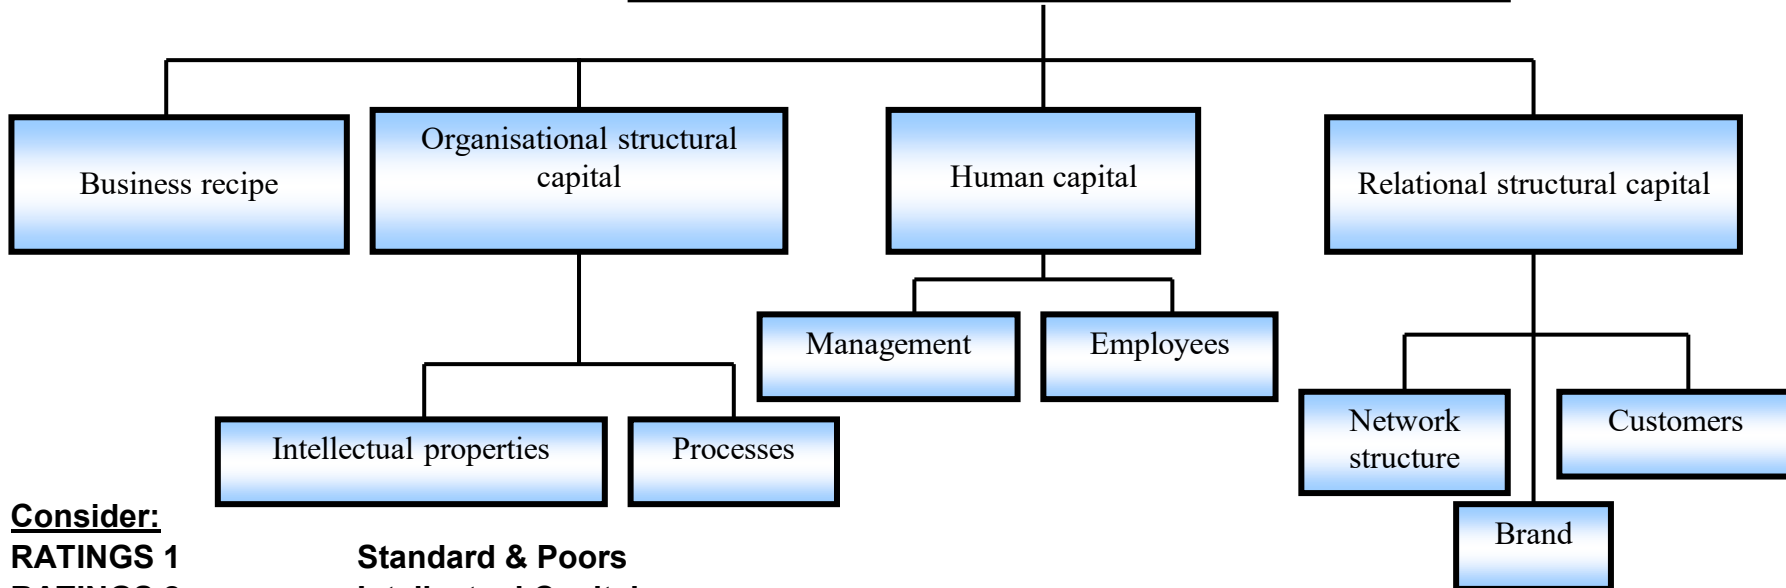 Business recipe
Organisational structural
capital
Human capital
Relational structural capital
Management
Employees
Intellectual properties
Processes
Network
structure
Customers
Brand
Consider:
RATINGS 1 Standard & Poors